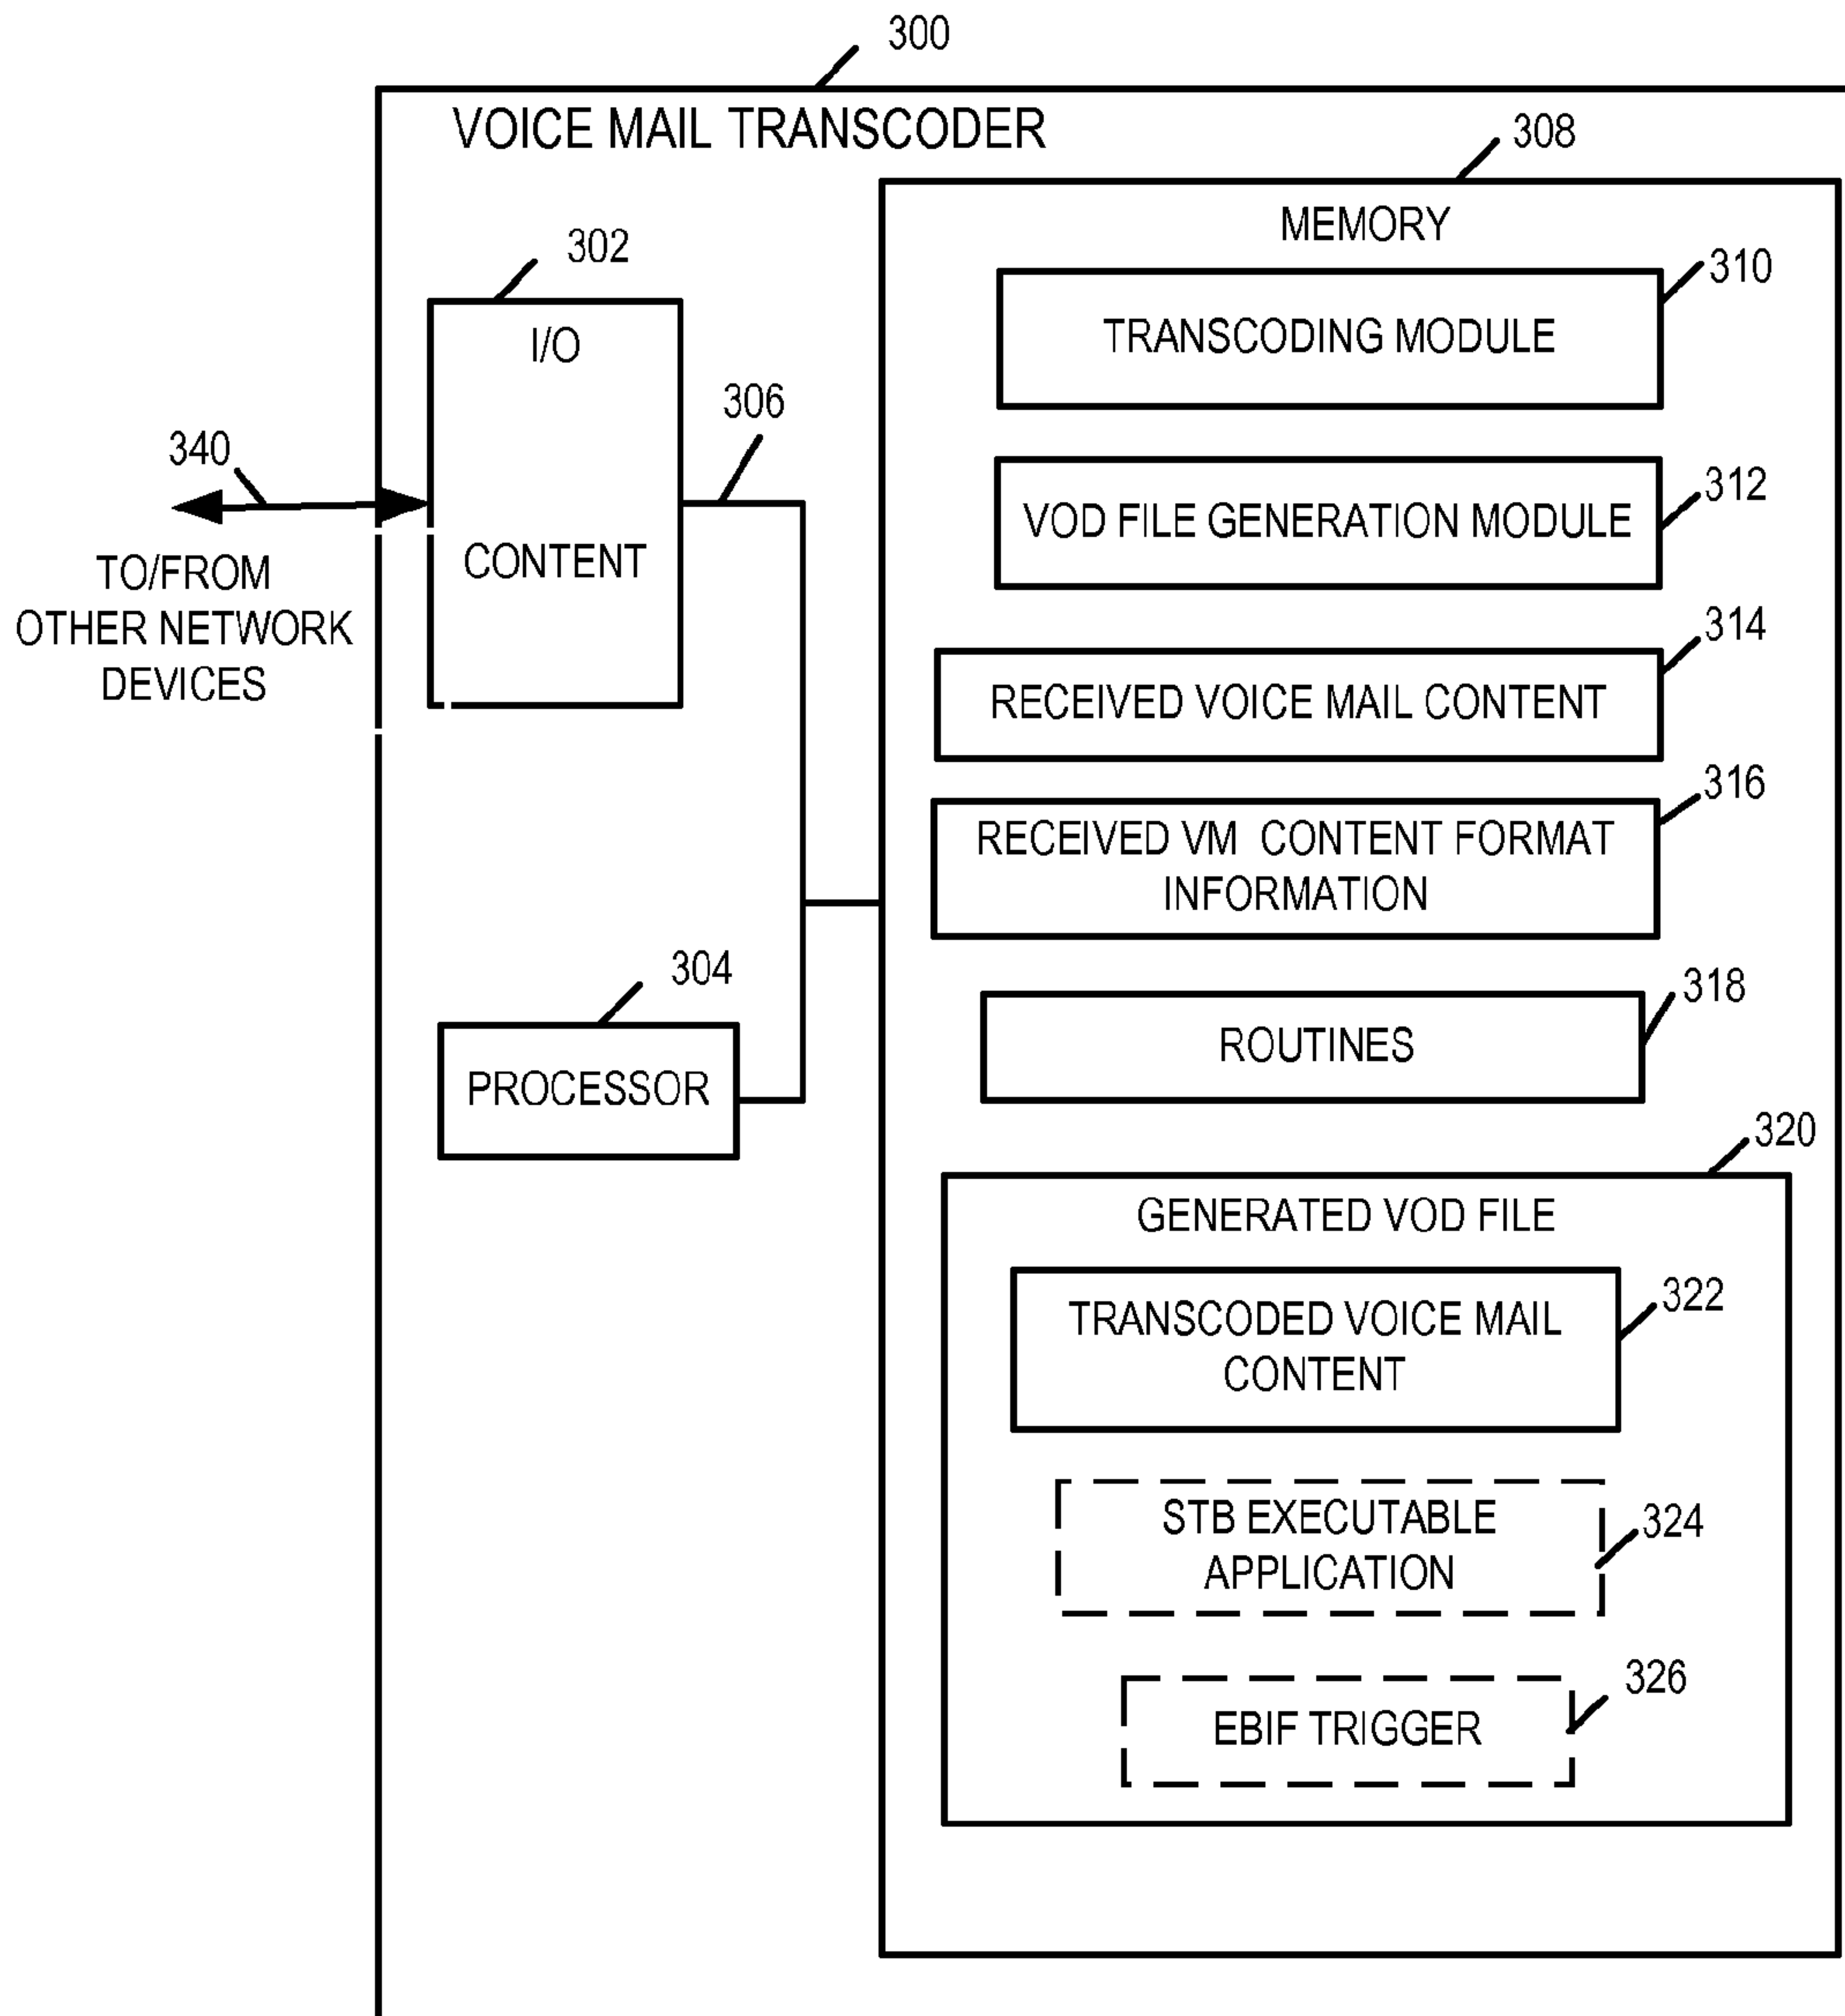 300
VOICE MAIL TRANSCODER
308
MEMORY
302
I/O
CONTENT
306
340
TO/FROM
OTHER NETWORK
DEVICES
304
PROCESSOR
310
TRANSCODING MODULE
312
VOD FILE GENERATION MODULE
314
RECEIVED VOICE MAIL CONTENT
316
RECEIVED VM CONTENT FORMAT
INFORMATION
318
ROUTINES
320
GENERATED VOD FILE
322
TRANSCODED VOICE MAIL
CONTENT
324
STB EXECUTABLE
APPLICATION
326
EBIF TRIGGER